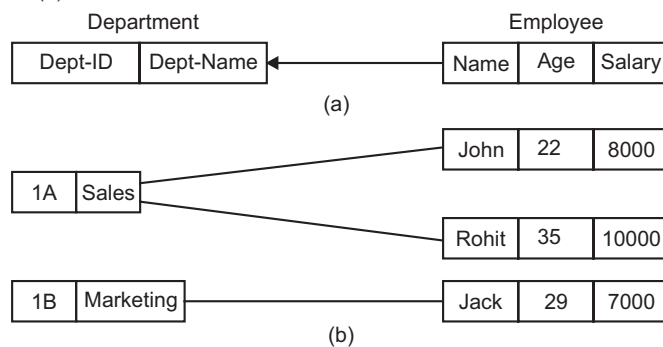 Department Employee
Dept-ID Dept-Name Name Age Salary
(a)
John 22 8000
1A Sales
Rohit 35 10000
1B Marketing Jack 29 7000
(b)